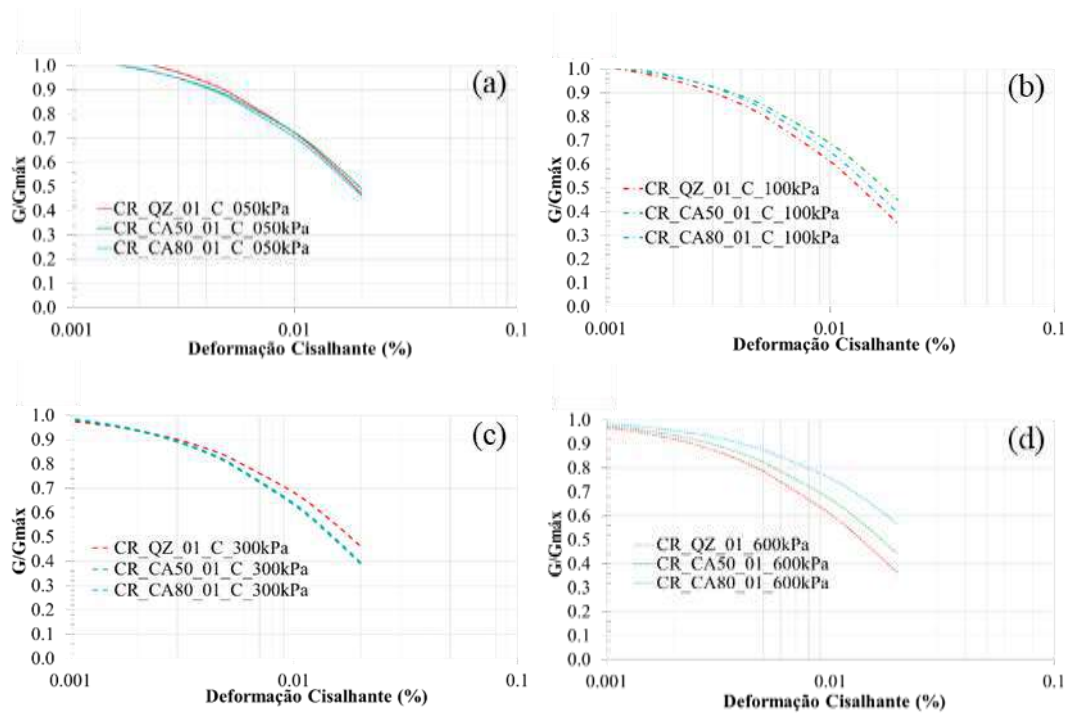 (a)
G/Gmáx
1.0
0.9
0.8
0.7
0.6
0.5
0.4
0.3
0.2
0.1
0.0
CR_QZ_01_C_050kPa
CR_CA50_01_C_050kPa
CR_CA80_01_C_050kPa
0.001
0.01
0.1
Deformação Cisalhante (%)
(b)
G/Gmáx
1.0
0.9
0.8
0.7
0.6
0.5
0.4
0.3
0.2
0.1
0.0
CR_QZ_01_C_100kPa
CR_CA50_01_C_100kPa
CR_CA80_01_C_100kPa
0.001
0.01
0.1
Deformação Cisalhante (%)
(c)
G/Gmáx
1.0
0.9
0.8
0.7
0.6
0.5
0.4
0.3
0.2
0.1
0.0
CR_QZ_01_C_300kPa
CR_CA50_01_C_300kPa
CR_CA80_01_C_300kPa
0.001
0.01
0.1
Deformação Cisalhante (%)
(d)
G/Gmáx
1.0
0.9
0.8
0.7
0.6
0.5
0.4
0.3
0.2
0.1
0.0
CR_QZ_01_600kPa
CR_CA50_01_600kPa
CR_CA80_01_600kPa
0.001
0.01
0.1
Deformação Cisalhante (%)